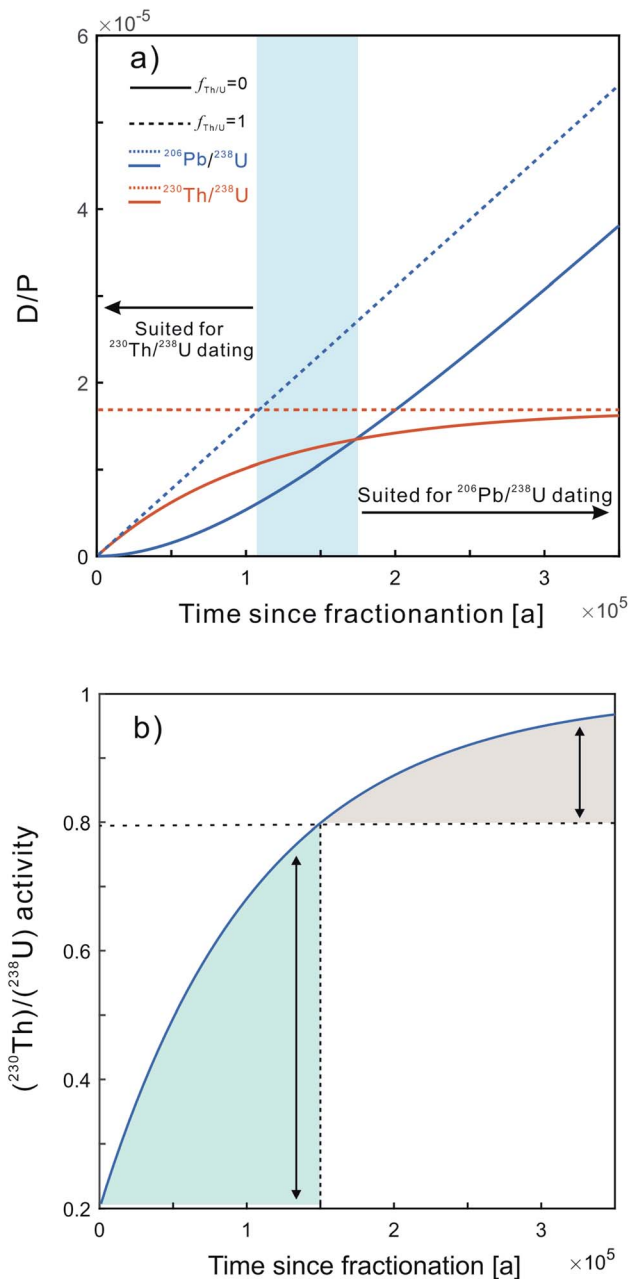 ×10⁻⁵
6
a)
f Th/U=0
f Th/U=1
²⁰⁶Pb/²³⁸U
²³⁰Th/²³⁸U
4
D/P
Suited for
²³⁰Th/²³⁸U dating
2
Suited for ²⁰⁶Pb/²³⁸U dating
0
0 1 2 3
Time since fractionantion [a] ×10⁵
1
b)
0.8
0.6
(²³⁰Th)/(²³⁸U) activity
0.4
0.2
0 1 2 3
Time since fractionation [a] ×10⁵